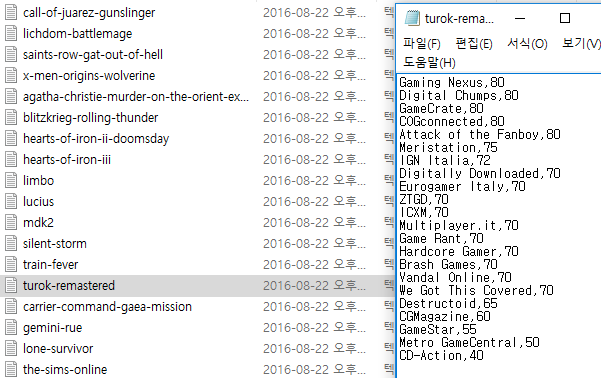 call-of-juarez-gunslinger 2016-08-22 오후...
lichdom-battlemage 2016-08-22 오후...
saints-row-gat-out-of-hell 2016-08-22 오후...
x-men-origins-wolverine 2016-08-22 오후...
agatha-christie-murder-on-the-orient-ex... 2016-08-22 오후...
blitzkrieg-rolling-thunder 2016-08-22 오후...
hearts-of-iron-ii-doomsday 2016-08-22 오후...
hearts-of-iron-iii 2016-08-22 오후...
limbo 2016-08-22 오후...
lucius 2016-08-22 오후...
mdk2 2016-08-22 오후...
silent-storm 2016-08-22 오후...
train-fever 2016-08-22 오후...
turok-remastered 2016-08-22 오후...
carrier-command-gaea-mission 2016-08-22 오후...
gemini-rue 2016-08-22 오후...
lone-survivor 2016-08-22 오후...
the-sims-online 2016-08-22 오후...
turok-rema...
파일(F) 편집(E) 서식(O) 보기(V)
도움말(H)
Gaming Nexus,80
Digital Chumps,80
GameCrate,80
COGconnected,80
Attack of the Fanboy,80
Meristation,75
IGN Italia,72
Digitally Downloaded,70
Eurogamer Italy,70
ZTGD,70
ICXM,70
Multiplayer.it,70
Game Rant,70
Hardcore Gamer,70
Brash Games,70
Vandal Online,70
We Got This Covered,70
Destructoid,65
CGMagazine,60
GameStar,55
Metro GameCentral,50
CD-Action,40